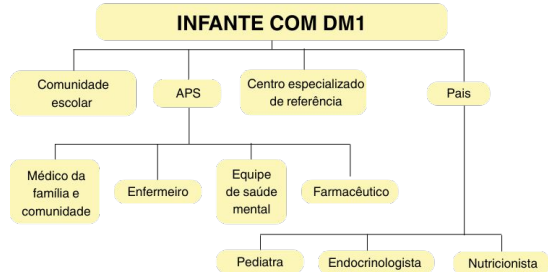 INFANTE COM DM1
Comunidade
escolar
APS
Centro especializado
de referência
Pais
Médico da
família e
comunidade
Enfermeiro
Equipe
de saúde
mental
Farmacêutico
Pediatra
Endocrinologista
Nutricionista